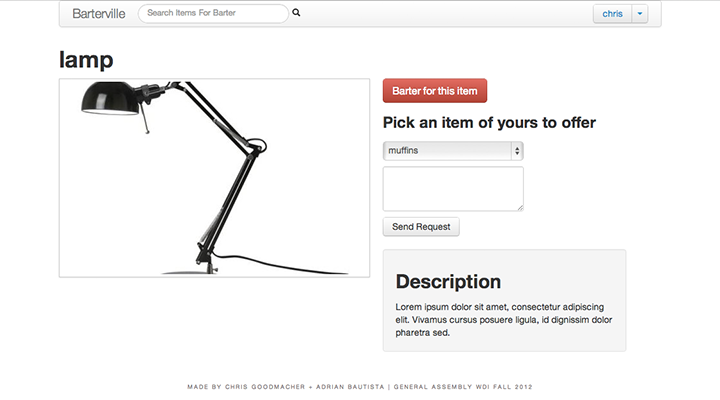 Barterville
Search Items For Barter
chris
lamp
Barter for this item
Pick an item of yours to offer
muffins
Send Request
Description
Lorem ipsum dolor sit amet, consectetur adipiscing
elit. Vivamus cursus posuere ligula, id dignissim dolor
pharetra sed.
MADE BY CHRIS GOODMACHER + ADRIAN BAUTISTA | GENERAL ASSEMBLY WDI FALL 2012